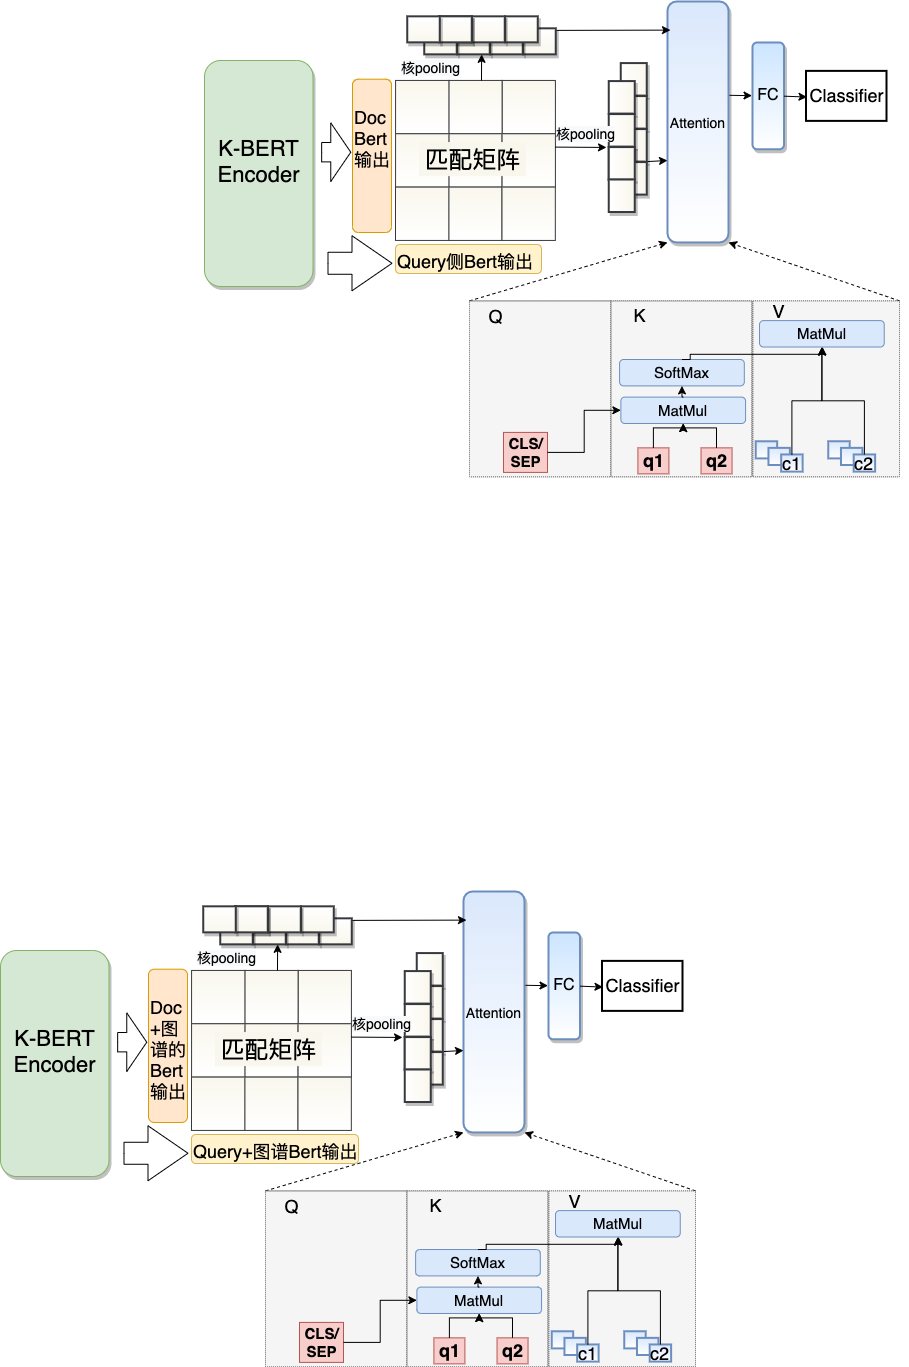 核pooling
K-BERT
Encoder
Doc
Bert
输出
匹配矩阵
核pooling
Attention
FC
Classifier
Query侧Bert输出
Q
K
V
MatMul
SoftMax
MatMul
CLS/
SEP
q1
q2
c1
c2
核pooling
K-BERT
Encoder
Doc
+图
谱的
Bert
输出
匹配矩阵
核pooling
Attention
FC
Classifier
Query+图谱Bert输出
Q
K
V
MatMul
SoftMax
MatMul
CLS/
SEP
q1
q2
c1
c2